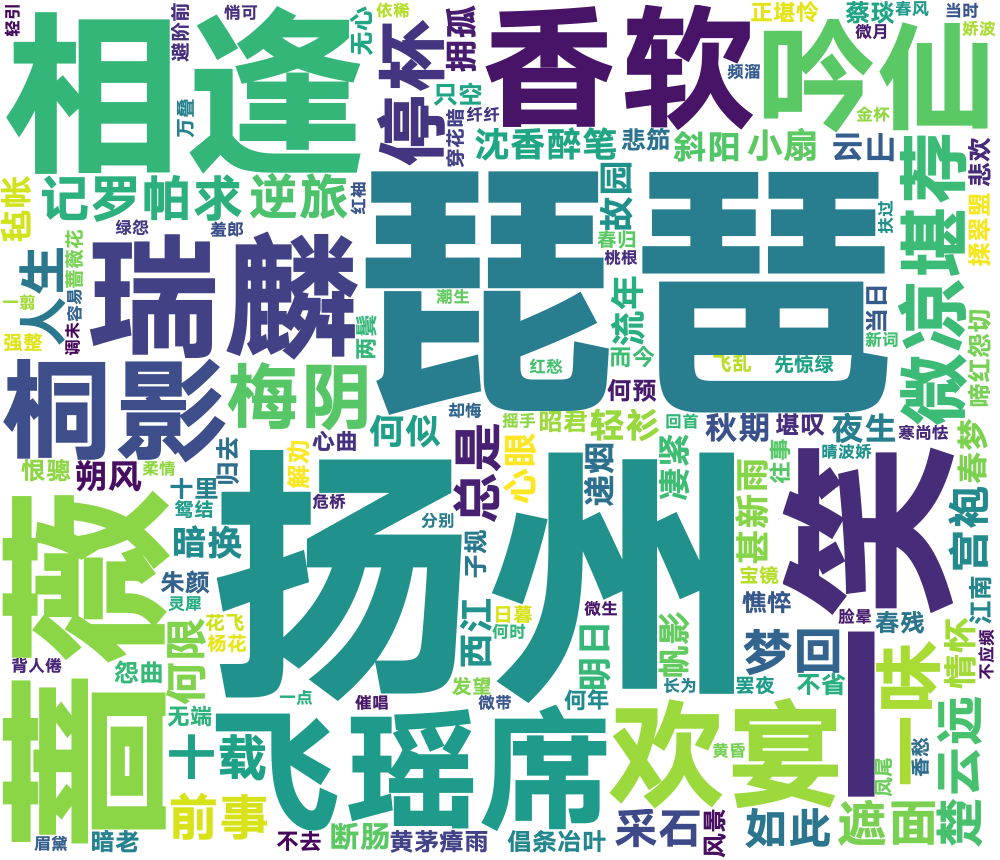 轻引
相逢
避阶前
悄可
无心
依稀
停杯
拥孤
香软
正堪怜
蔡琰
春风
当时
微月
娇波
吟仙
频溜
万叠
只空
纤纤
穿花暗
金杯
沈香醉笔
悲笳
斜阳
小扇
云山
堪荐
悲欢
毡帐
记罗帕求
逆旅
红袖
琵琶
故园
扶过
揉翠盟
绿怨
羞郎
春归
桃根
蔷薇花
瑞麟
人生
一剪
容易
强整
调未
潮生
两鬓
流年
当日
新词
微凉
而今
红愁
飞乱
先惊绿
啼红怨切
桐影
梅阴
何预
却悔
摇手
昭君
轻衫
回首
秋期
堪叹
夜生
寒尚怯
春梦
何似
心曲
解劝
归去
总是
心眼
递烟
凄紧
往事
晴波娇
恨骢
朔风
柔情
十里
鸳结
危桥
扬州
分别
甚新雨
一笑
宫袍
蔷薇
暗换
子规
朱颜
灵犀
宝镜
憔悴
江南
花飞
杨花
何限
西江
日暮
何时
微生
明日
帆影
脸晕
春残
不应频
背人倦
怨曲
梦回
一味
情怀
发望
微带
何年
长为
罢夜
不省
一点
催唱
无端
十载
飞瑶席
欢宴
黄昏
凤尾
香愁
楚云远
前事
眉黛
暗老
不去
断肠
黄茅瘴雨
倡条冶叶
采石
风景
如此
遮面